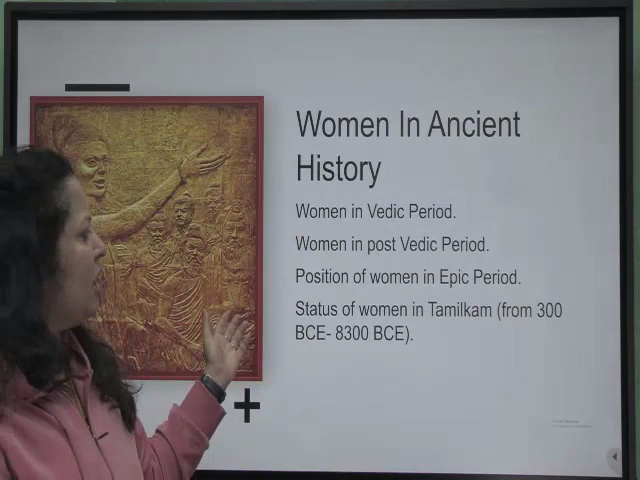 Women In Ancient
History
Women in Vedic Period.
Women in post Vedic Period.
Position of women in Epic Period.
Status of women in Tamilkam (from 300
BCE- 8300 BCE).